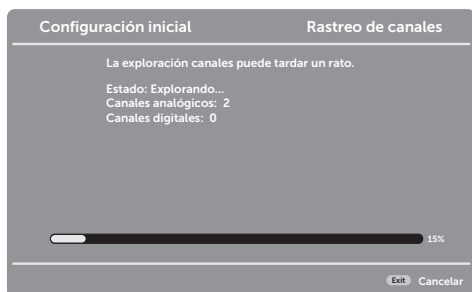 Configuración inicial Rastreo de canales
La exploración canales puede tardar un rato.
Estado: Explorando...
Canales analógicos: 2
Canales digitales: 0
15%
Exit Cancelar